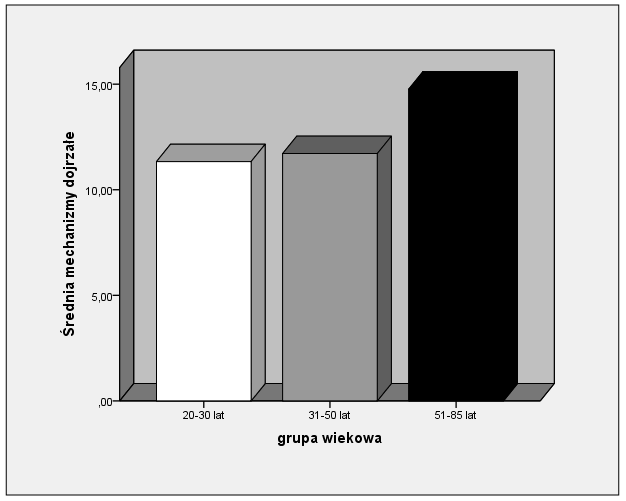 Średnia mechanizmy dojrzałe
15,00
10,00
5,00
,00
20-30 lat
31-50 lat
51-85 lat
grupa wiekowa